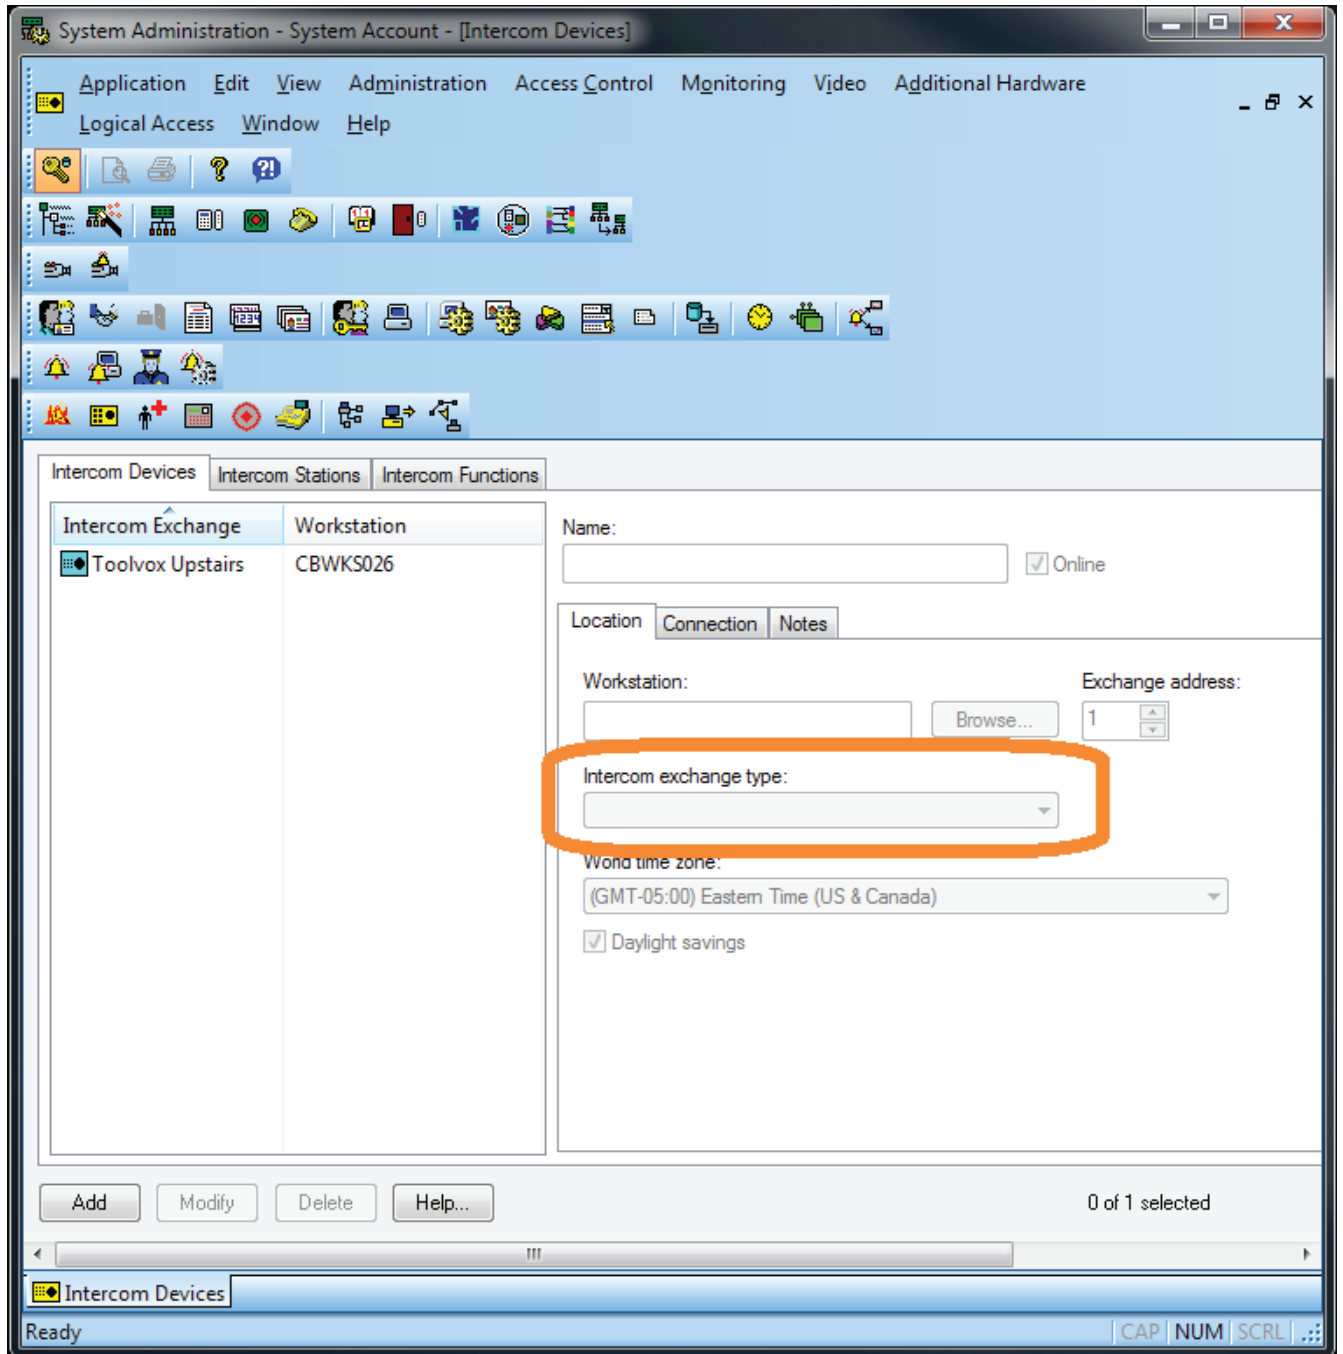 System Administration - System Account - [Intercom Devices]
Application Edit View Administration Access Control Monitoring Video Additional Hardware
Logical Access Window Help
Intercom Devices Intercom Stations Intercom Functions
Intercom Exchange Workstation
Toolvox Upstairs CBWKS026
Name:
Online
Location Connection Notes
Workstation: Exchange address:
Browse... 1
Intercom exchange type:
World time zone:
(GMT-05:00) Eastern Time (US & Canada)
Daylight savings
Add Modify Delete Help... 0 of 1 selected
Intercom Devices
Ready CAP NUM SCRL